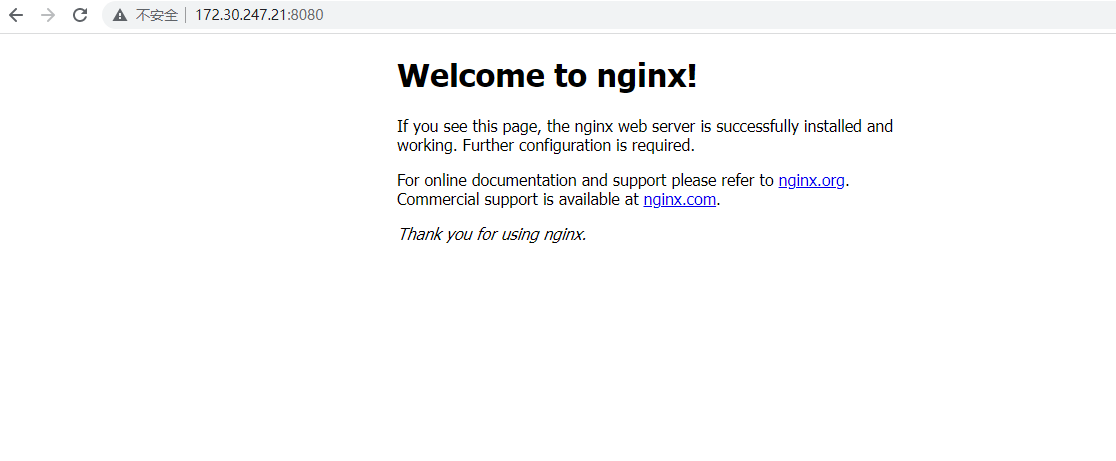 不安全 172.30.247.21:8080
Welcome to nginx!
If you see this page, the nginx web server is successfully installed and
working. Further configuration is required.
For online documentation and support please refer to nginx.org.
Commercial support is available at nginx.com.
Thank you for using nginx.